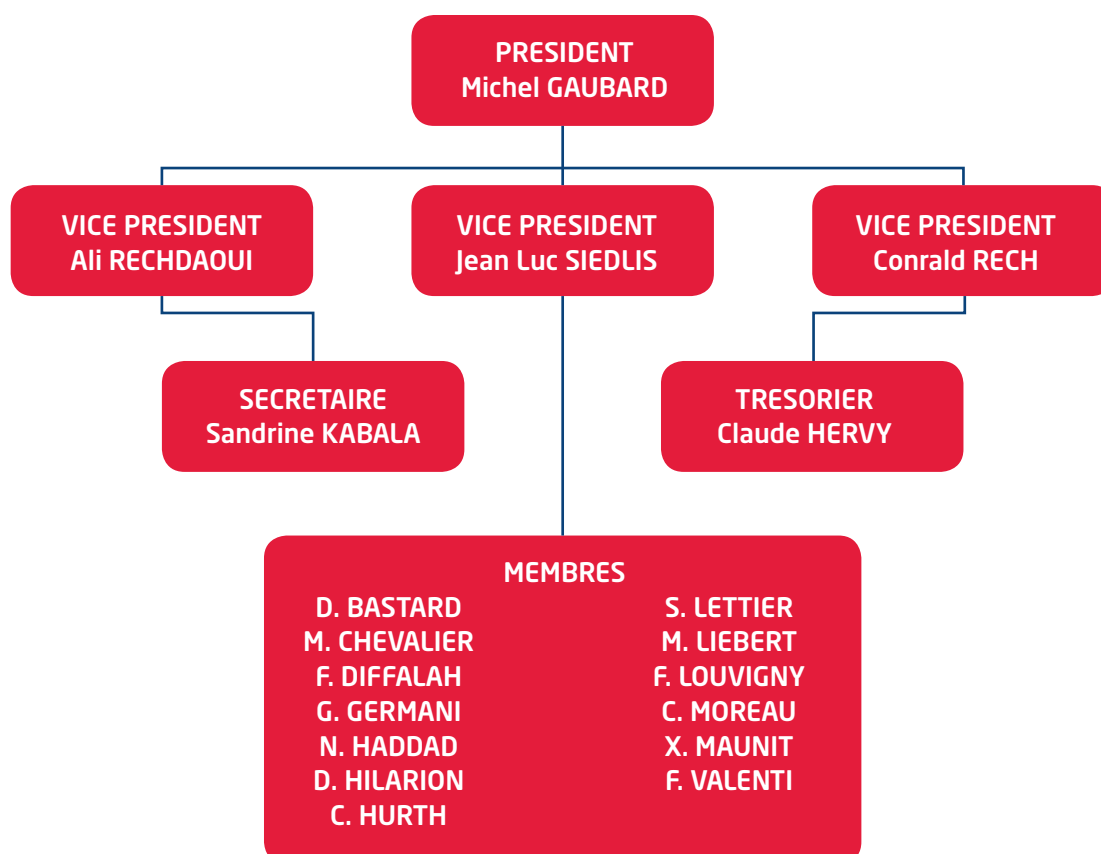 PRESIDENT
Michel GAUBARD
VICE PRESIDENT
Ali RECHDAOUI
VICE PRESIDENT
Jean Luc SIEDLIS
VICE PRESIDENT
Conrald RECH
SECRETAIRE
Sandrine KABALA
TRESORIER
Claude HERVY
MEMBRES
D. BASTARD
M. CHEVALIER
F. DIFFALAH
G. GERMANI
N. HADDAD
D. HILARION
C. HURTH
S. LETTIER
M. LIEBERT
F. LOUVIGNY
C. MOREAU
X. MAUNIT
F. VALENTI